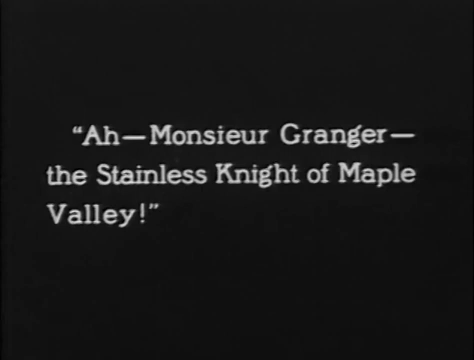 “Ah—Monsieur Granger—
the Stainless Knight of Maple
Valley!”